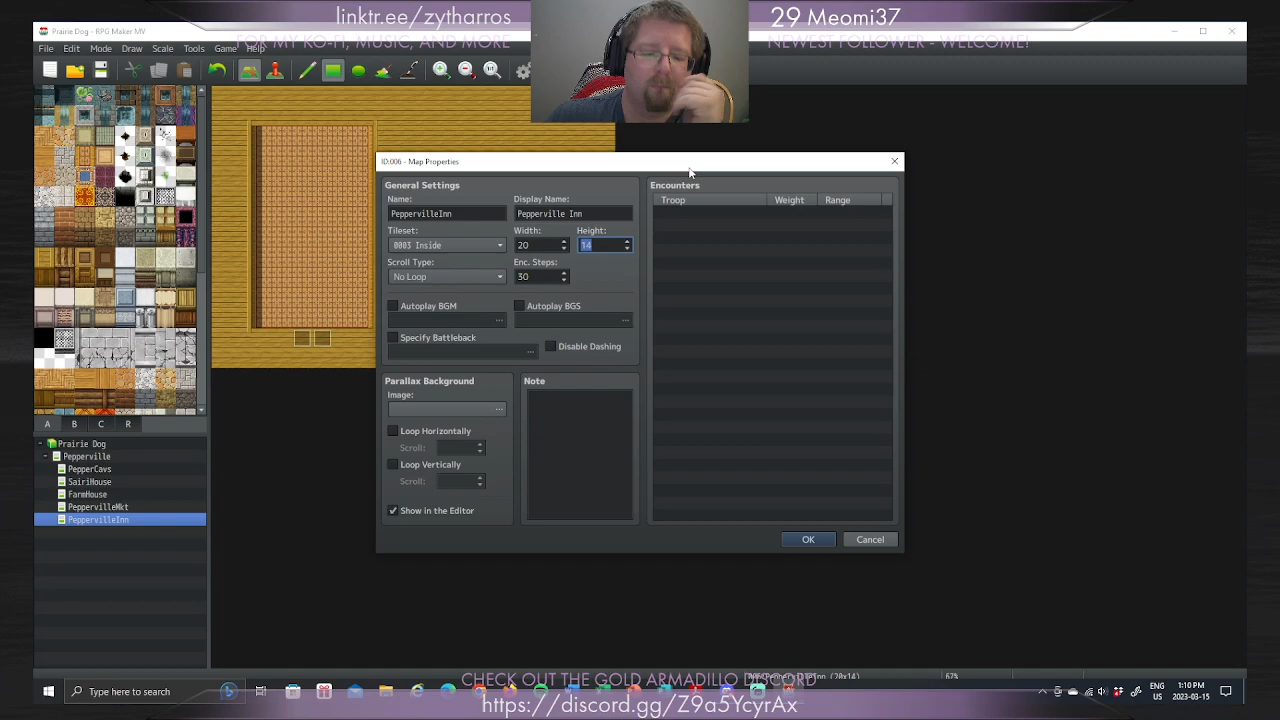 linktr.ee/zytharros
29 Meomi37
Prairie Dog - RPG Maker MV
FOR MY KO-FI, MUSIC, AND MORE
NEWEST FOLLOWER - WELCOME!
File Edit Mode Draw Scale Tools Game Help
ID:006 - Map Properties
General Settings
Encounters
Name:
Display Name:
Troop
Weight
Range
PeppervilleInn
Pepperville Inn
Tileset:
Width:
Height:
0003 Inside
20
14
Scroll Type:
Enc. Steps:
No Loop
30
Autoplay BGM
Autoplay BGS
...
...
Specify Battleback
Disable Dashing
...
Parallax Background
Note
Image:
...
Loop Horizontally
Scroll:
Loop Vertically
Scroll:
Show in the Editor
OK
Cancel
A
B
C
R
Prairie Dog
Pepperville
PepperCavs
SairiHouse
FarmHouse
PeppervilleMkt
PeppervilleInn
CHECK OUT THE GOLD ARMADILLO DISCORD
67%
https://discord.gg/Z9a5YcyrAx
Type here to search
ENG
US
1:10 PM
2023-03-15